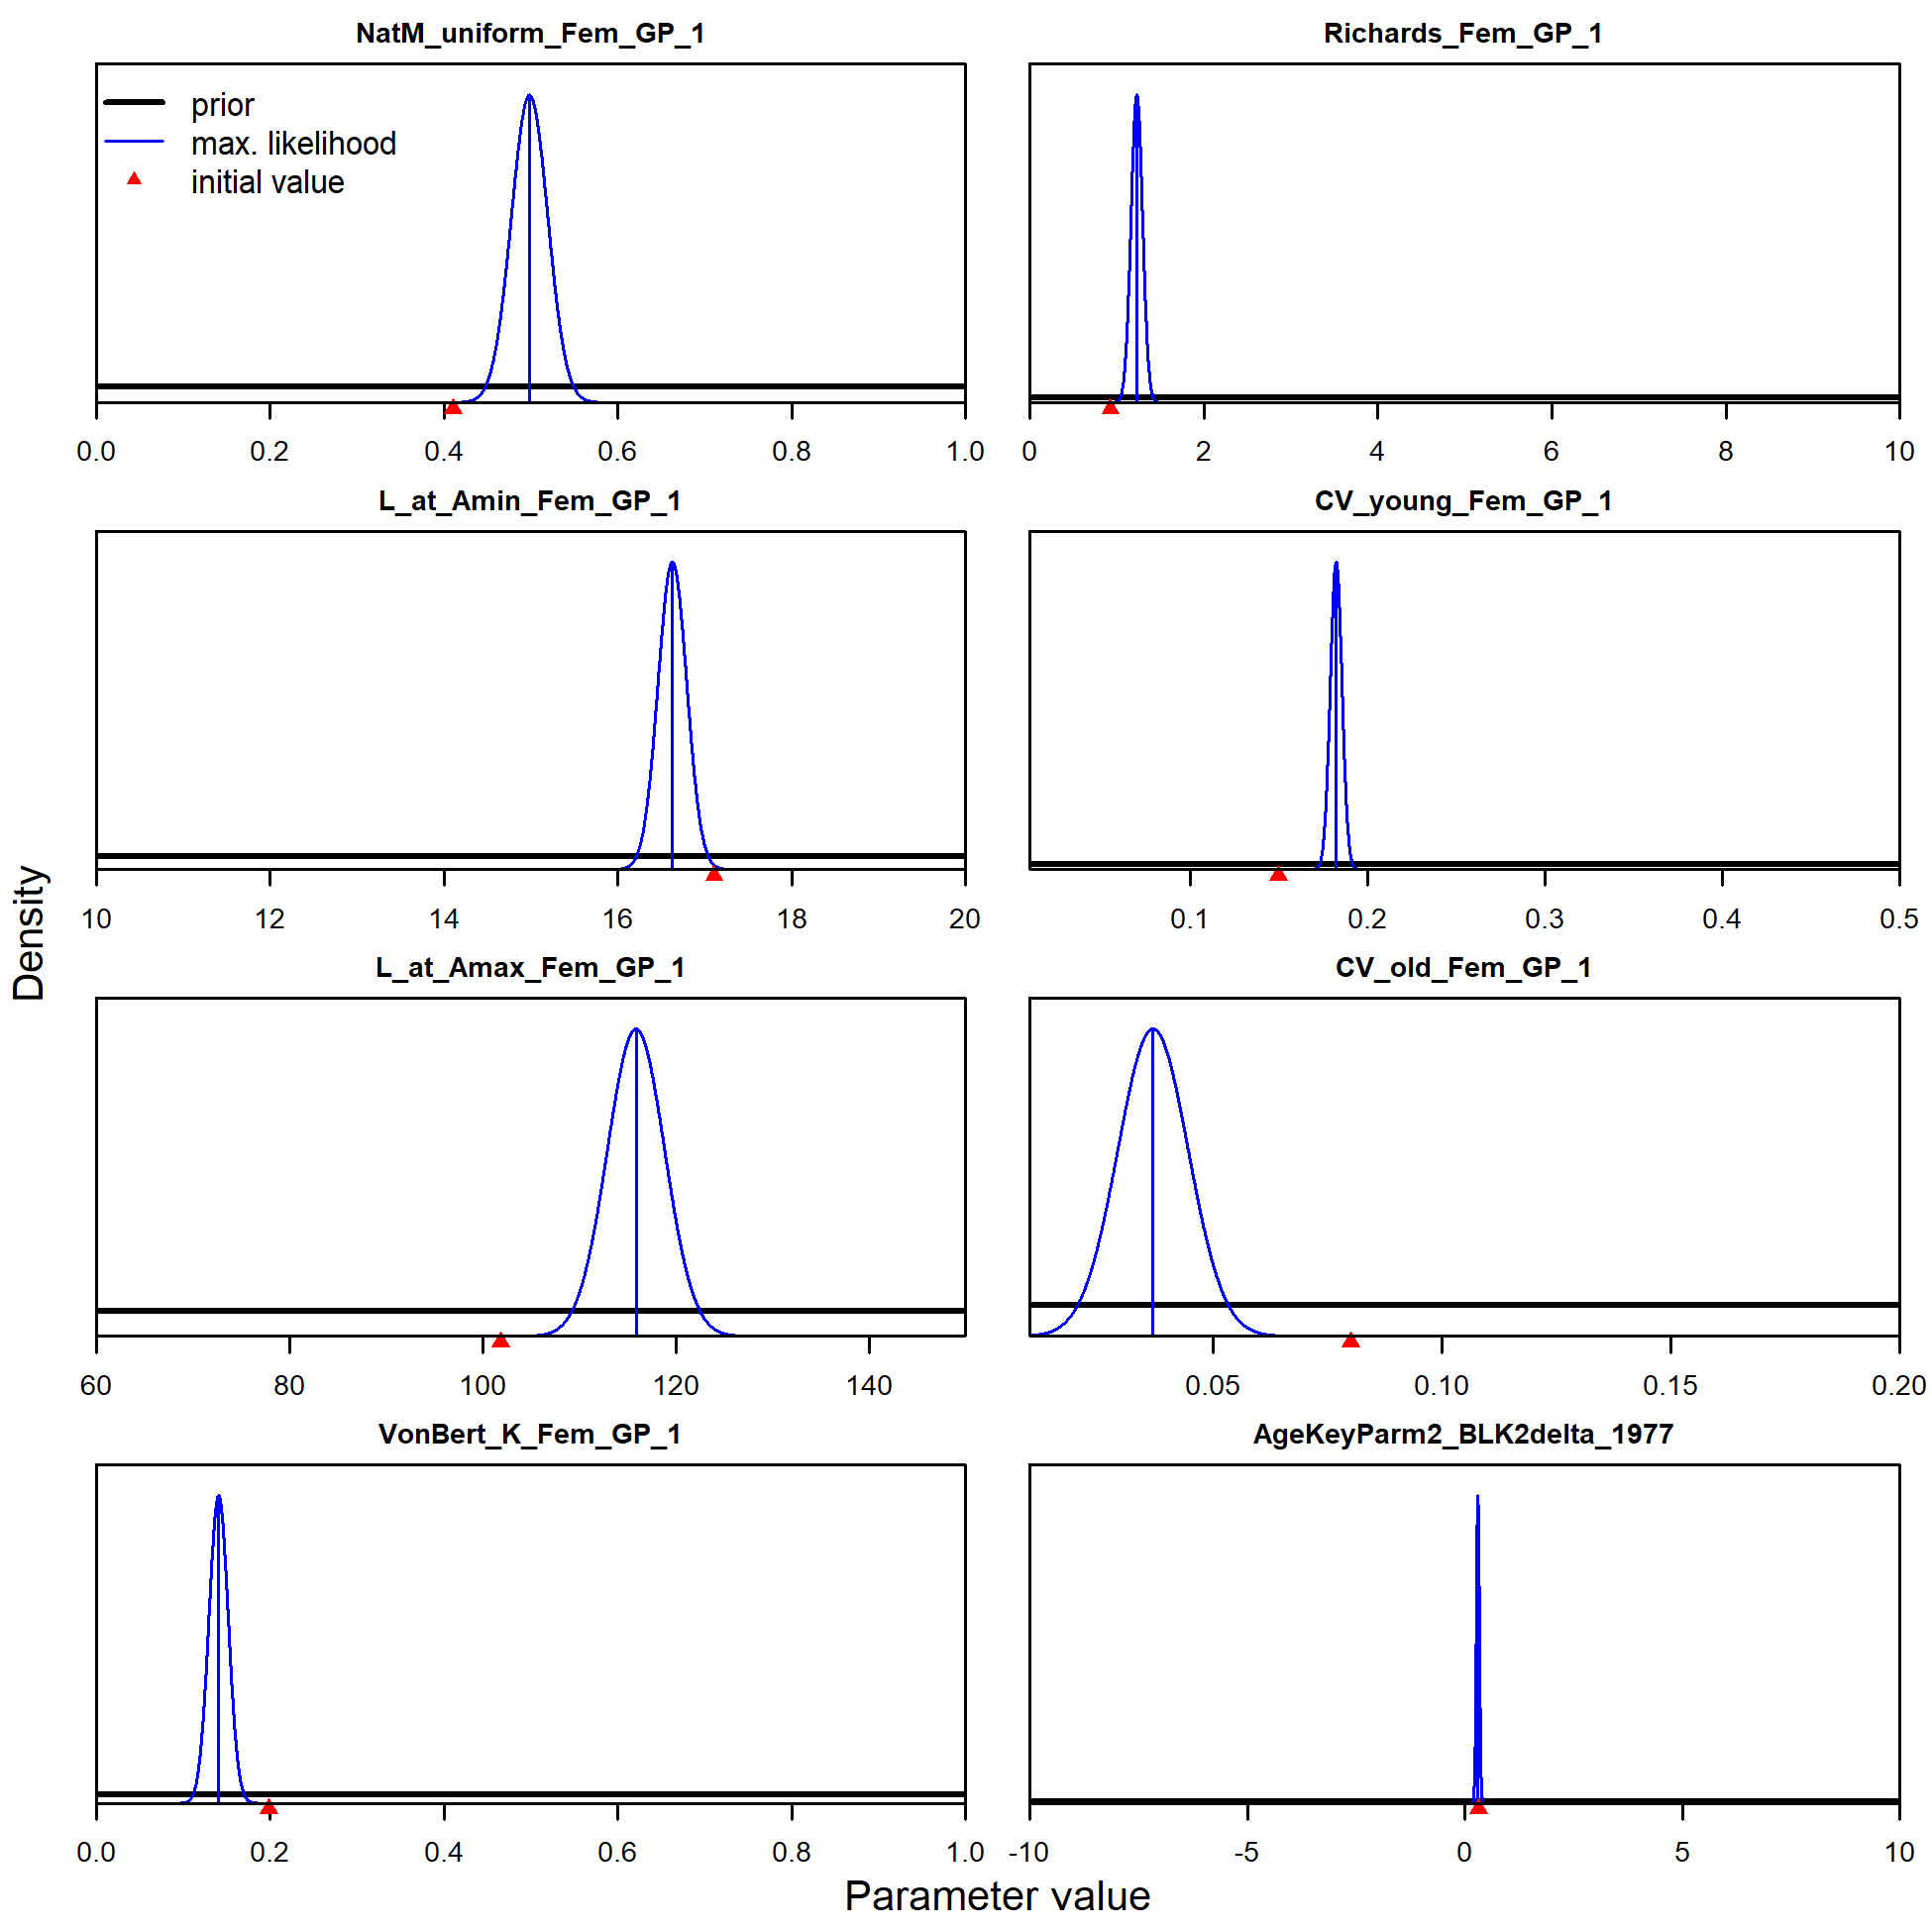 NatM_uniform_Fem_GP_1
prior
max. likelihood
initial value
0.0 0.2 0.4 0.6 0.8 1.0
Richards_Fem_GP_1
0 2 4 6 8 10
L_at_Amin_Fem_GP_1
10 12 14 16 18 20
CV_young_Fem_GP_1
0.1 0.2 0.3 0.4 0.5
L_at_Amax_Fem_GP_1
60 80 100 120 140
CV_old_Fem_GP_1
0.05 0.10 0.15 0.20
VonBert_K_Fem_GP_1
0.0 0.2 0.4 0.6 0.8 1.0
AgeKeyParm2_BLK2delta_1977
-10 -5 0 5 10
Density
Parameter value